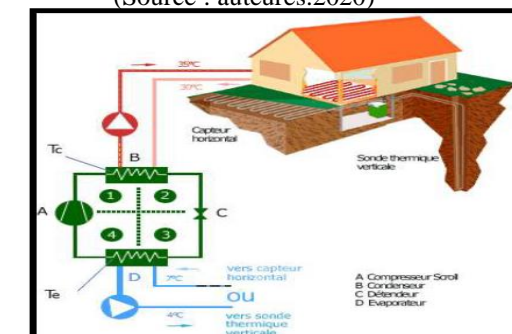 (Source : auteures.2020)
35°C
30°C
Capteur
horizontal
Sonde thermique
verticale
Tc
B
1
2
A
C
4
3
D
Te
7°C
vers capteur
horizontal
ou
4°C
vers sonde
thermique
verticale
A Compresseur Scroll
B Condenseur
C Détendeur
D Evaporateur